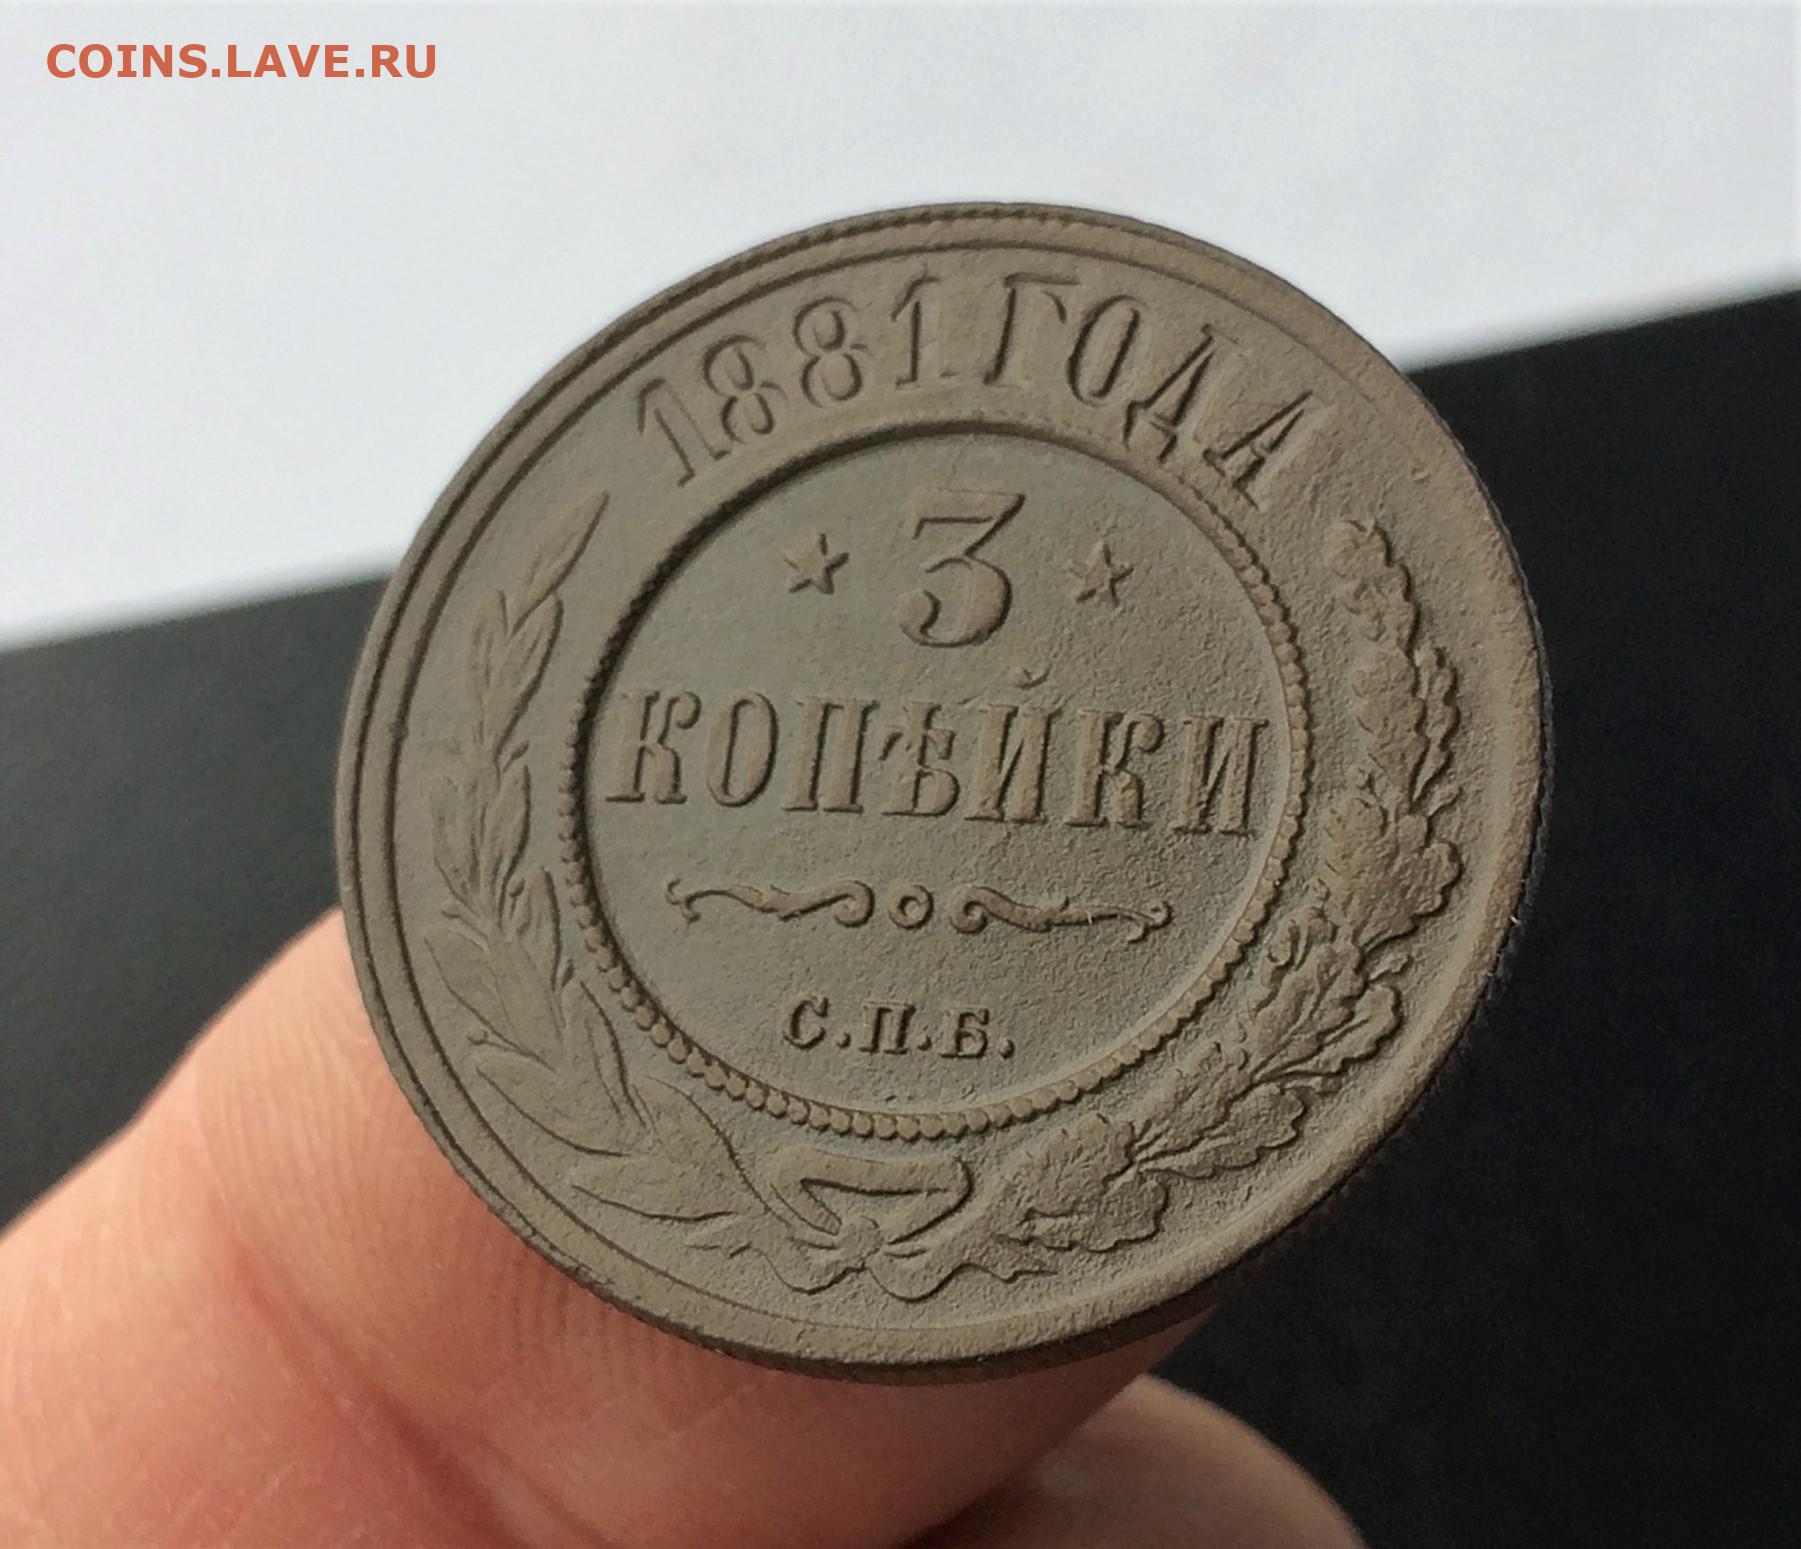 COINS.LAVE.RU
1881 ГОДА
3
КОПѢЙКИ
С.П.Б.